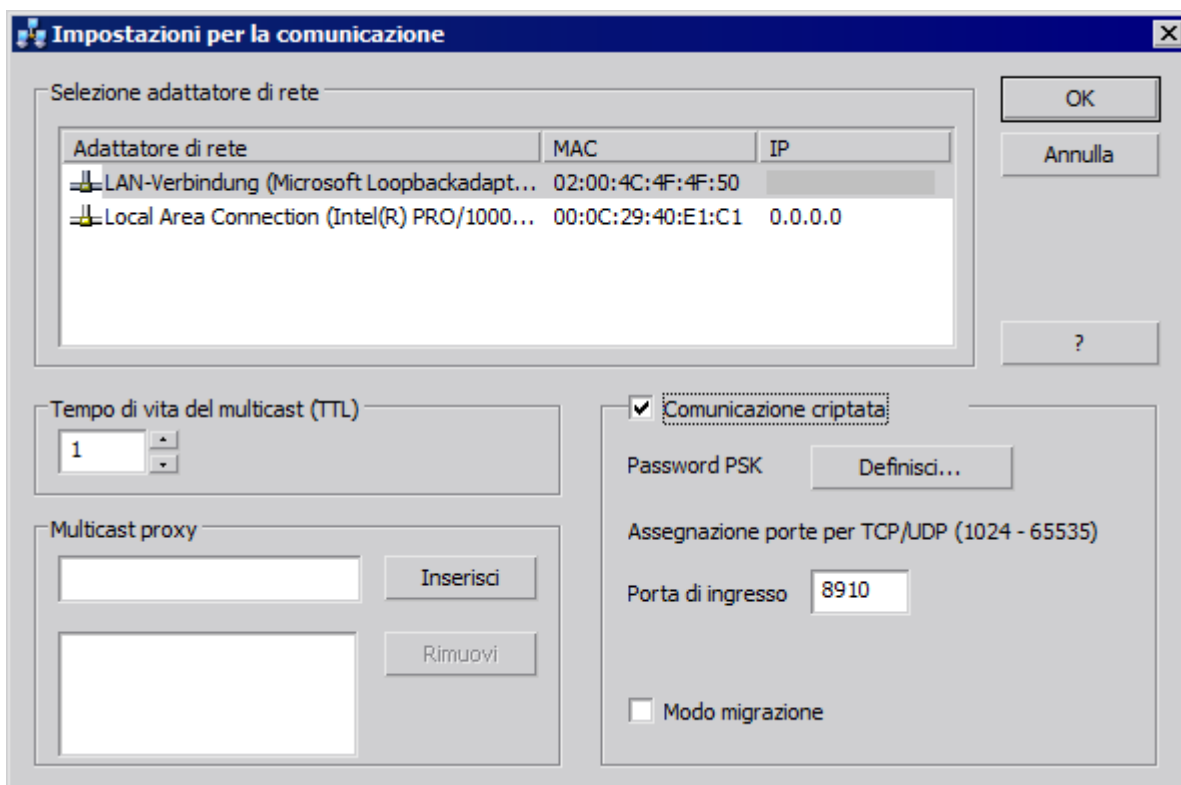 Impostazioni per la comunicazione
Selezione adattatore di rete
OK
Annulla
Adattatore di rete MAC IP
LAN-Verbindung (Microsoft Loopbackadapt... 02:00:4C:4F:4F:50
Local Area Connection (Intel(R) PRO/1000... 00:0C:29:40:E1:C1 0.0.0.0
?
Tempo di vita del multicast (TTL)
1
Multicast proxy
Inserisci
Rimuovi
Comunicazione criptata
Password PSK Definisci...
Assegnazione porte per TCP/UDP (1024 - 65535)
Porta di ingresso 8910
Modo migrazione